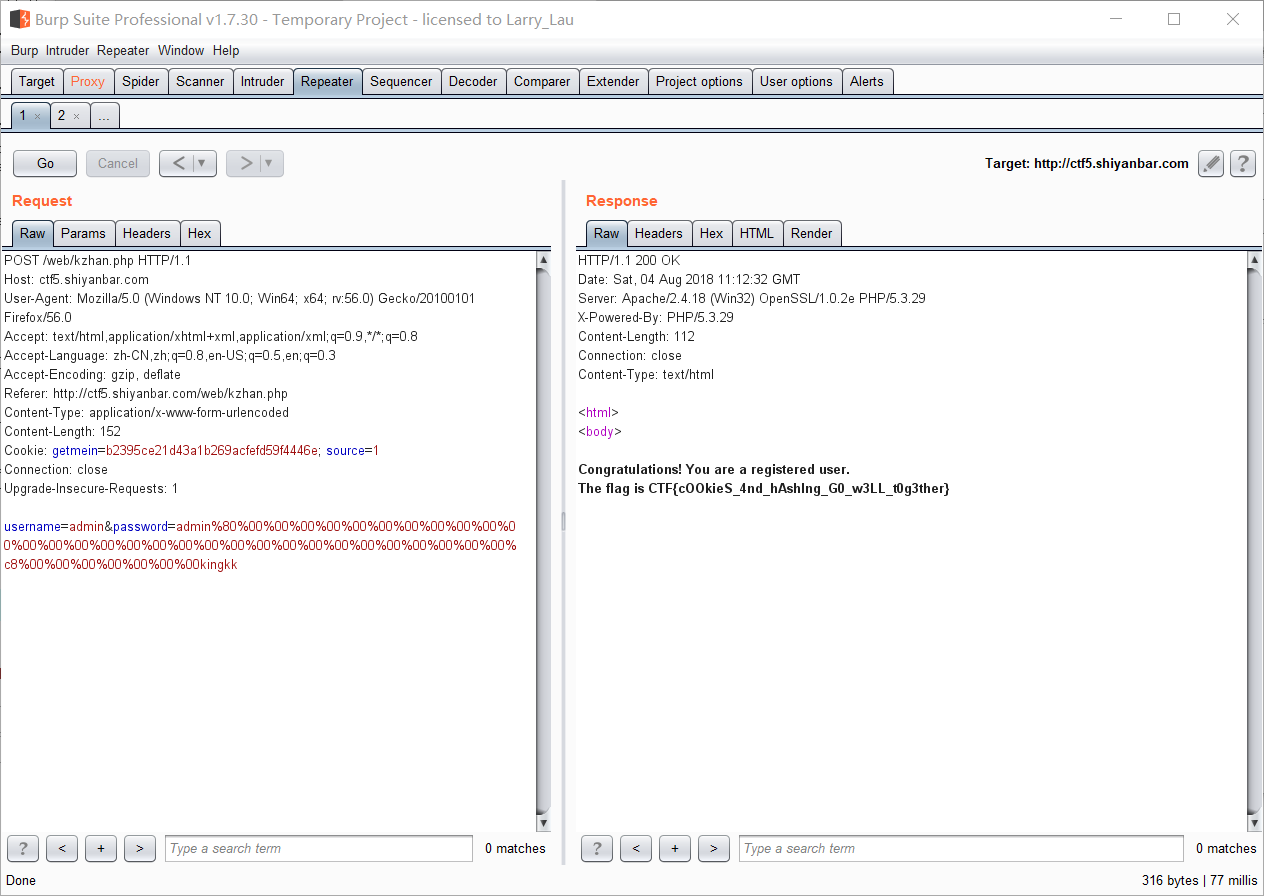 Burp Suite Professional v1.7.30 - Temporary Project - licensed to Larry_Lau
Burp Intruder Repeater Window Help
Target Proxy Spider Scanner Intruder Repeater Sequencer Decoder Comparer Extender Project options User options Alerts
1 × 2 × ...
Go Cancel < ▼ > ▼ Target: http://ctf5.shiyanbar.com ?
Request
Raw Params Headers Hex
POST /web/kzhan.php HTTP/1.1
Host: ctf5.shiyanbar.com
User-Agent: Mozilla/5.0 (Windows NT 10.0; Win64; x64; rv:56.0) Gecko/20100101
Firefox/56.0
Accept: text/html,application/xhtml+xml,application/xml;q=0.9,*/*;q=0.8
Accept-Language: zh-CN,zh;q=0.8,en-US;q=0.5,en;q=0.3
Accept-Encoding: gzip, deflate
Referer: http://ctf5.shiyanbar.com/web/kzhan.php
Content-Type: application/x-www-form-urlencoded
Content-Length: 152
Cookie: getmein=b2395ce21d43a1b269acfefd59f4446e; source=1
Connection: close
Upgrade-Insecure-Requests: 1
username=admin&password=admin%80%00%00%00%00%00%00%00%00%00%00%0
0%00%00%00%00%00%00%00%00%00%00%00%00%00%00%00%00%00%00%00%
c8%00%00%00%00%00%00%00kingkk
? < + > Type a search term 0 matches
Response
Raw Headers Hex HTML Render
HTTP/1.1 200 OK
Date: Sat, 04 Aug 2018 11:12:32 GMT
Server: Apache/2.4.18 (Win32) OpenSSL/1.0.2e PHP/5.3.29
X-Powered-By: PHP/5.3.29
Content-Length: 112
Connection: close
Content-Type: text/html
<html>
<body>
Congratulations! You are a registered user.
The flag is CTF{cOOkieS_4nd_hAshIng_G0_w3LL_t0g3ther}
? < + > Type a search term 0 matches
Done 316 bytes | 77 millis